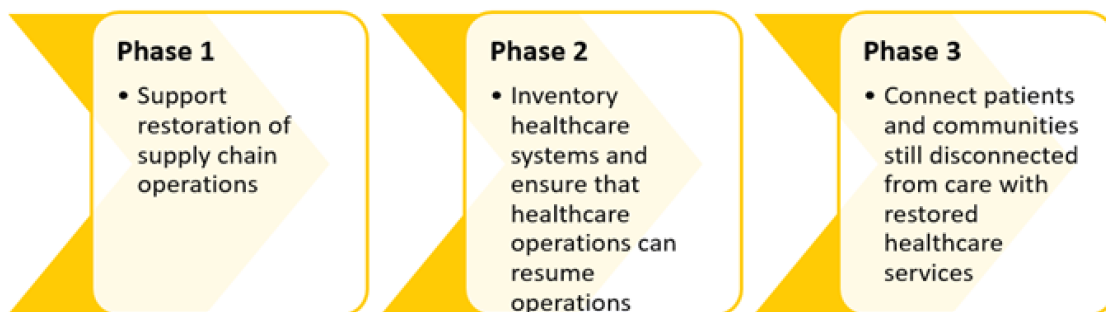 Phase 1
• Support
restoration of
supply chain
operations
Phase 2
• Inventory
healthcare
systems and
ensure that
healthcare
operations can
resume
operations
Phase 3
• Connect patients
and communities
still disconnected
from care with
restored
healthcare
services